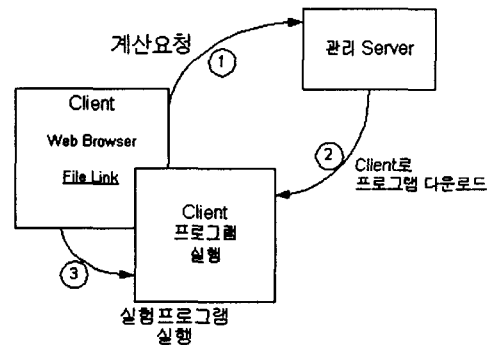 계산요청
①
관리 Server
Client
Web Browser
File Link
②
Client로
프로그램 다운로드
Client
프로그램
실행
③
실험프로그램
실행